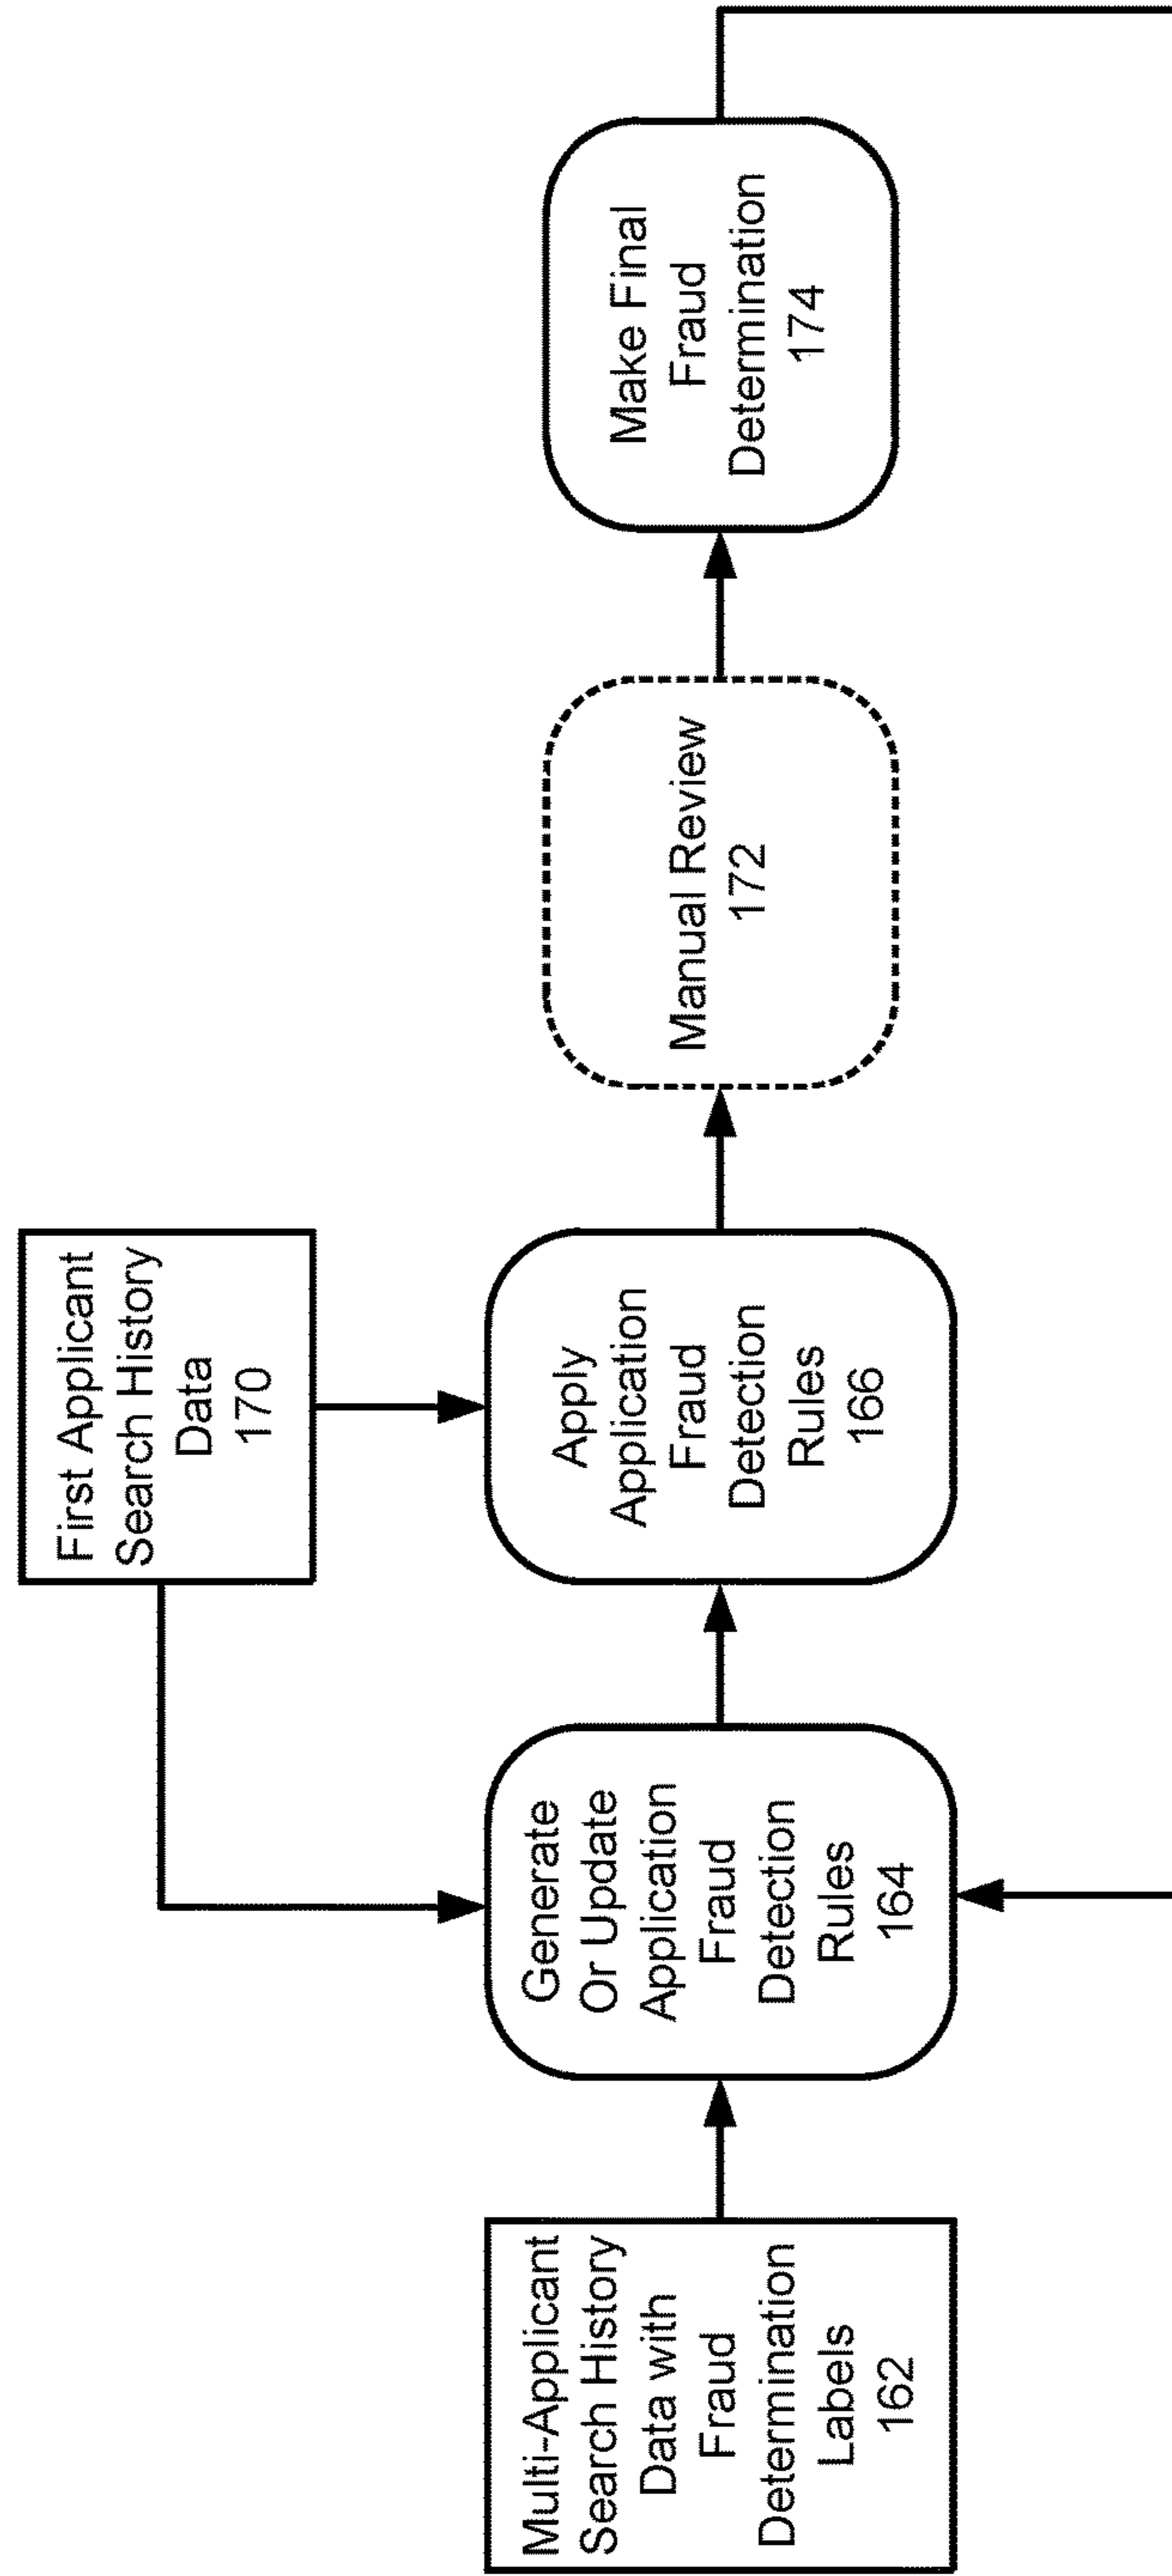 First Applicant
Search History
Data
170
Multi-Applicant
Search History
Data with
Fraud
Determination
Labels
162
Generate
Or Update
Application
Fraud
Detection
Rules
164
Apply
Application
Fraud
Detection
Rules
166
Manual Review
172
Make Final
Fraud
Determination
174